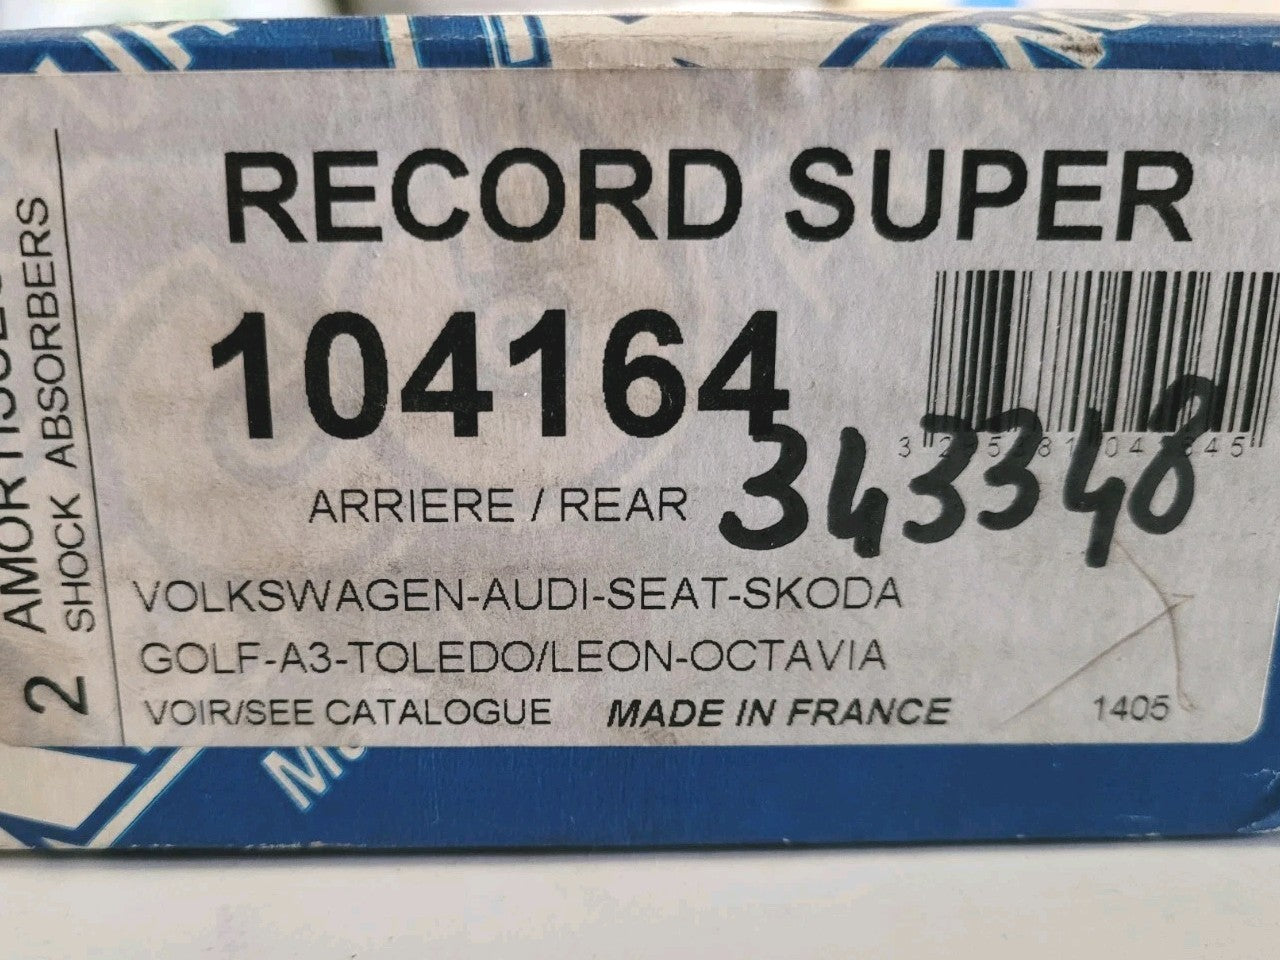 RECORD SUPER
104164
343348
ARRIERE / REAR
VOLKSWAGEN-AUDI-SEAT-SKODA
GOLF-A3-TOLEDO/LEON-OCTAVIA
VOIR/SEE CATALOGUE MADE IN FRANCE 1405
2
SHOCK ABSORBERS